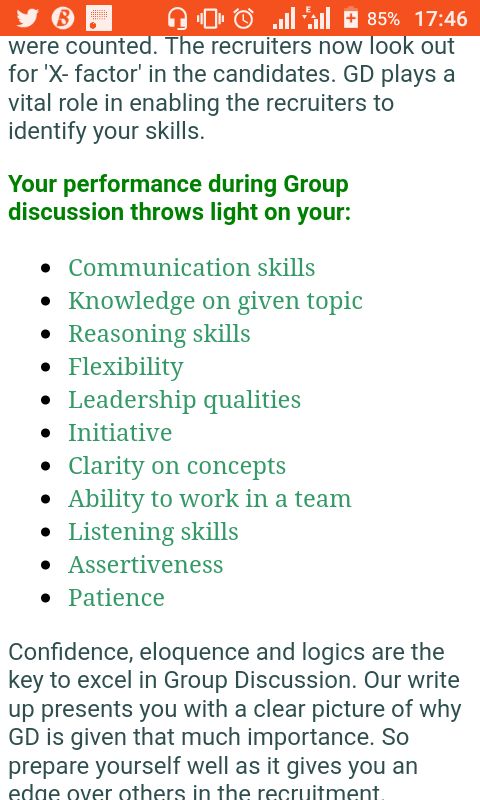 85% 17:46
were counted. The recruiters now look out
for 'X- factor' in the candidates. GD plays a
vital role in enabling the recruiters to
identify your skills.
Your performance during Group
discussion throws light on your:
Communication skills
Knowledge on given topic
Reasoning skills
Flexibility
Leadership qualities
Initiative
Clarity on concepts
Ability to work in a team
Listening skills
Assertiveness
Patience
Confidence, eloquence and logics are the
key to excel in Group Discussion. Our write
up presents you with a clear picture of why
GD is given that much importance. So
prepare yourself well as it gives you an
edge over others in the recruitment.